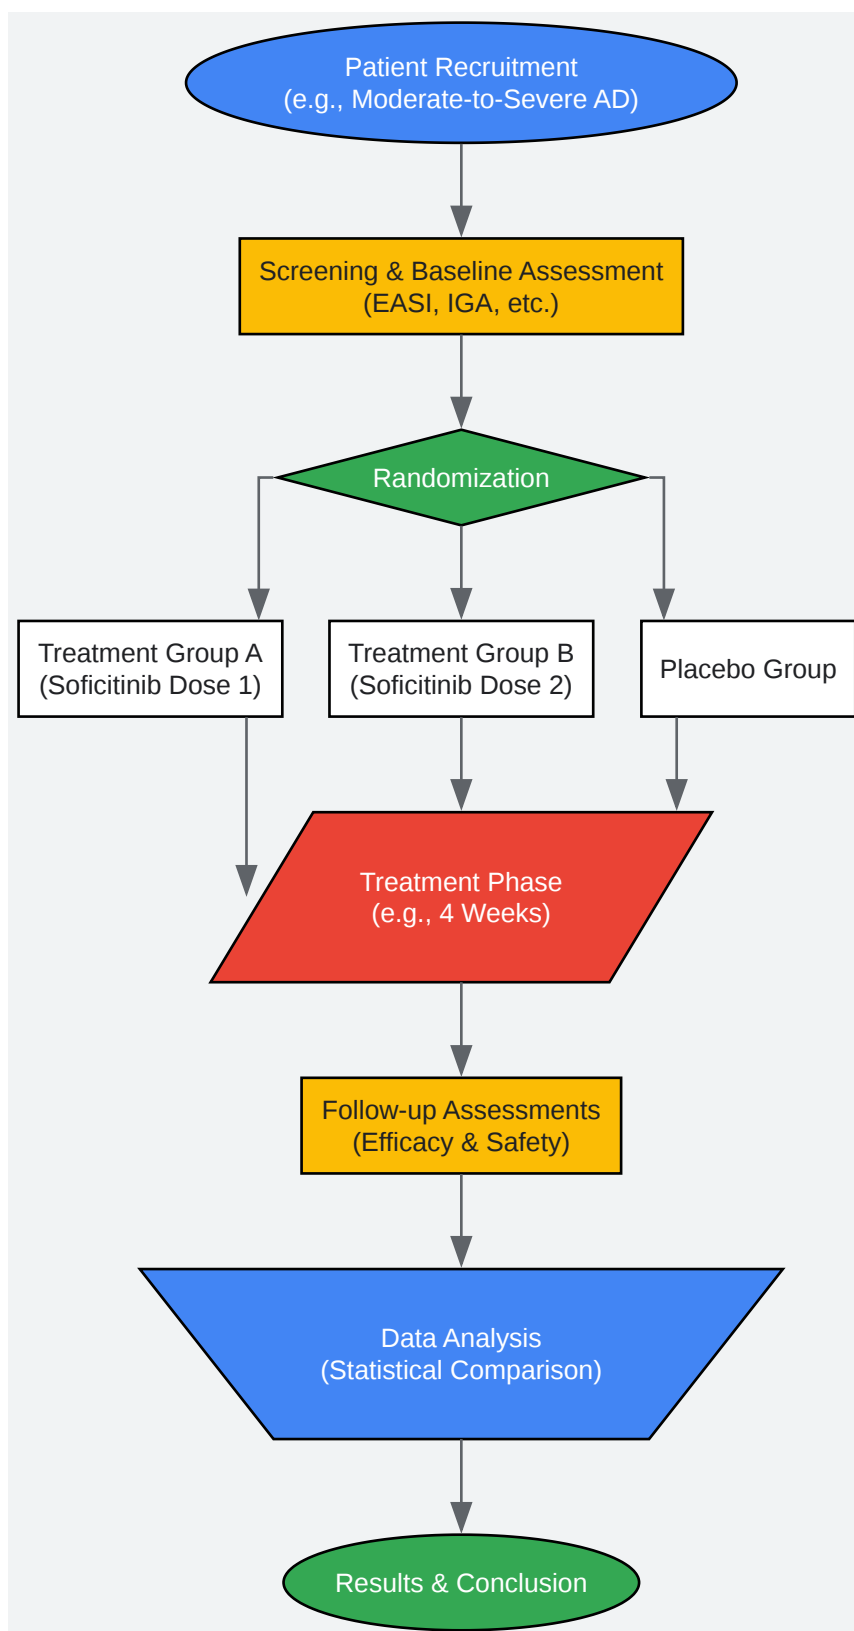 Patient Recruitment
(e.g., Moderate-to-Severe AD)
Screening & Baseline Assessment
(EASI, IGA, etc.)
Randomization
Treatment Group A
(Soficitinib Dose 1)
Treatment Group B
(Soficitinib Dose 2)
Placebo Group
Treatment Phase
(e.g., 4 Weeks)
Follow-up Assessments
(Efficacy & Safety)
Data Analysis
(Statistical Comparison)
Results & Conclusion